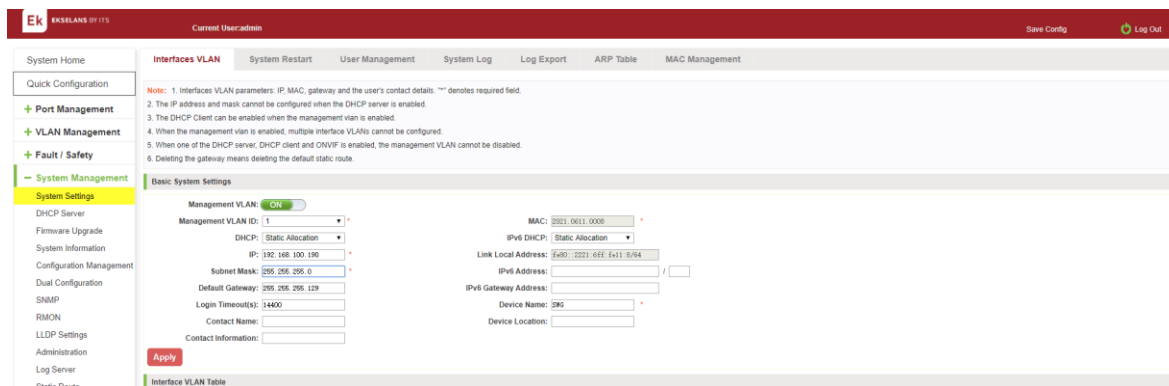 Ek EKSELANS BY ITS
Current User:admin
Save Config
Log Out
System Home
Quick Configuration
Port Management
VLAN Management
Fault / Safety
System Management
System Settings
DHCP Server
Firmware Upgrade
System Information
Configuration Management
Dual Configuration
SNMP
RMON
LLDP Settings
Administration
Log Server
Static Route
Interfaces VLAN System Restart User Management System Log Log Export ARP Table MAC Management
Note: 1. Interfaces VLAN parameters: IP, MAC, gateway and the user's contact details. "*" denotes required field.
2. The IP address and mask cannot be configured when the DHCP server is enabled.
3. The DHCP Client can be enabled when the management vlan is enabled.
4. When the management vlan is enabled, multiple interface VLANs cannot be configured.
5. When one of the DHCP server, DHCP client and ONVIF is enabled, the management VLAN cannot be disabled.
6. Deleting the gateway means deleting the default static route.
Basic System Settings
Management VLAN: ON
Management VLAN ID: 1 * MAC: 2021.0611.0008 *
DHCP: Static Allocation IPv6 DHCP: Static Allocation
IP: 192.168.100.190 * Link Local Address: fe80::2221:6ff:fe11:8/64
Subnet Mask: 255.255.255.0 * IPv6 Address: /
Default Gateway: 255.255.255.129 IPv6 Gateway Address:
Login Timeout(s): 14400 Device Name: SWG *
Contact Name: Device Location:
Contact Information:
Apply
Interface VLAN Table